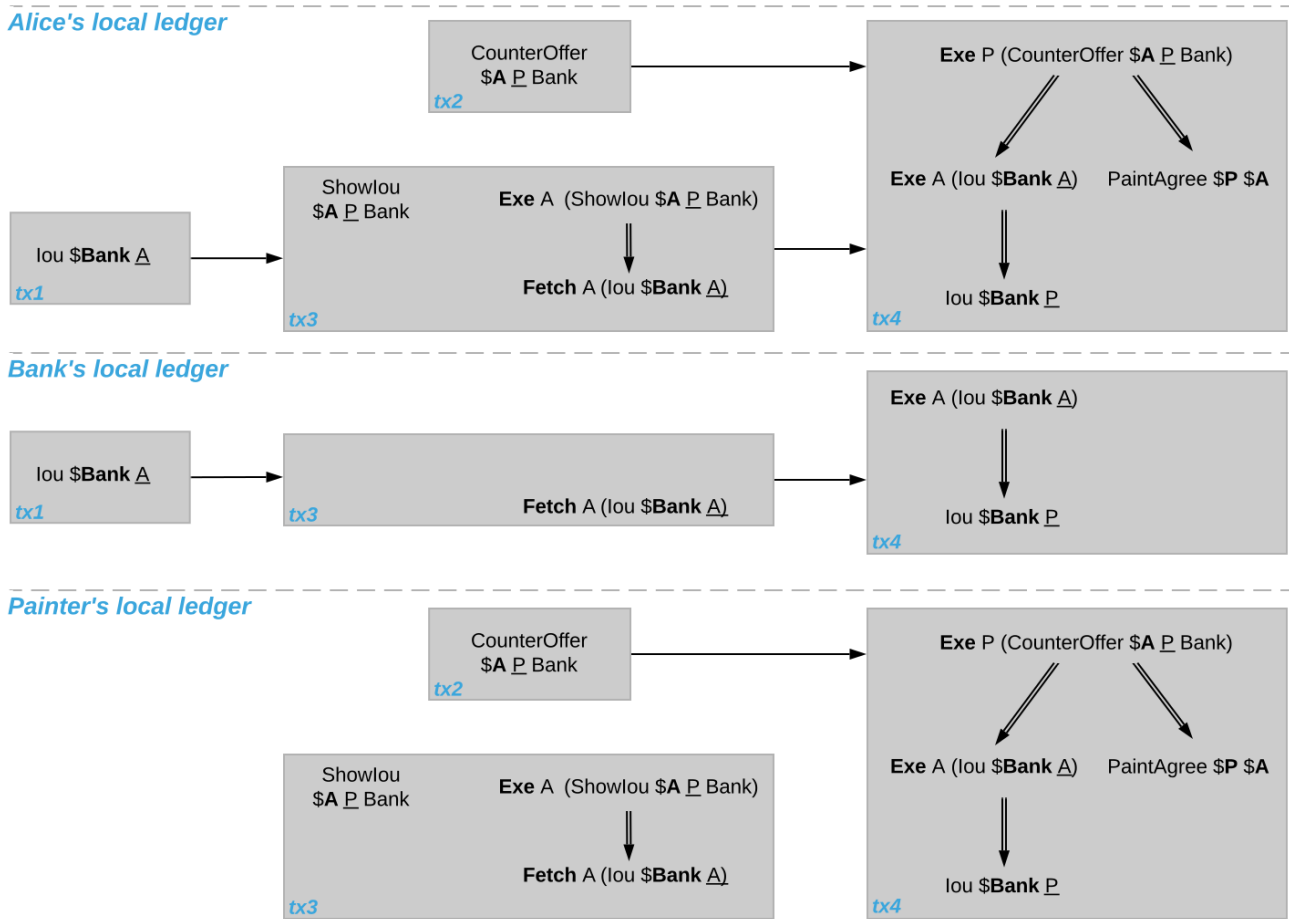 Alice's local ledger
CounterOffer
$A P Bank
tx2
Exe P (CounterOffer $A P Bank)
Exe A (Iou $Bank A)
PaintAgree $P $A
Iou $Bank P
tx4
ShowIou
$A P Bank
Exe A (ShowIou $A P Bank)
Fetch A (Iou $Bank A)
tx3
Iou $Bank A
tx1
Bank's local ledger
Iou $Bank A
tx1
Fetch A (Iou $Bank A)
tx3
Exe A (Iou $Bank A)
Iou $Bank P
tx4
Painter's local ledger
CounterOffer
$A P Bank
tx2
Exe P (CounterOffer $A P Bank)
Exe A (Iou $Bank A)
PaintAgree $P $A
Iou $Bank P
tx4
ShowIou
$A P Bank
Exe A (ShowIou $A P Bank)
Fetch A (Iou $Bank A)
tx3